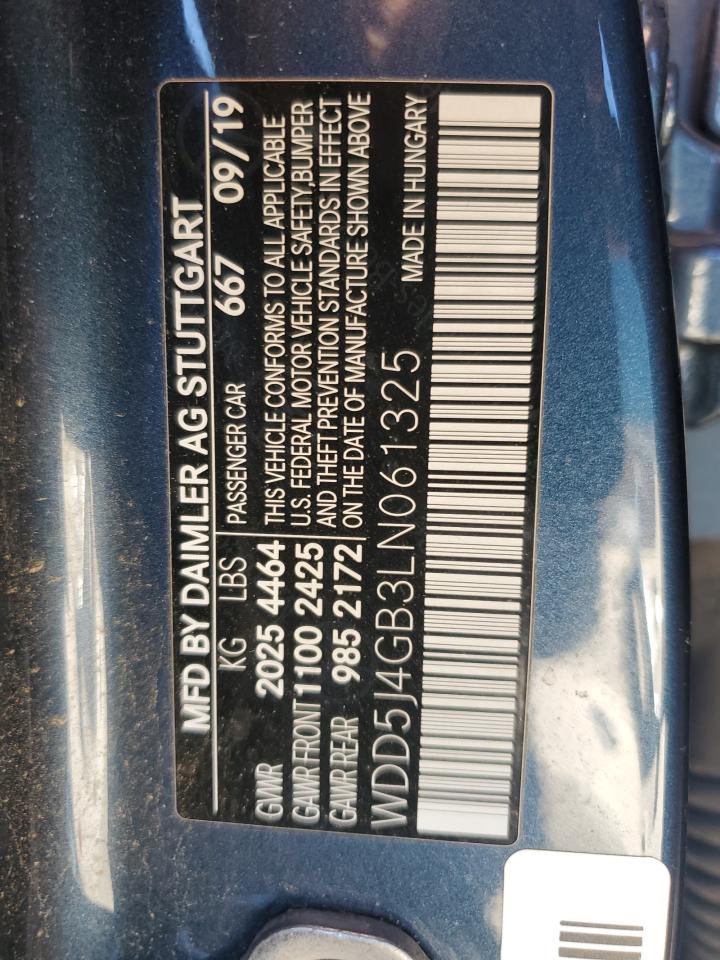 MFD BY DAIMLER AG STUTTGART
KG LBS PASSENGER CAR 667 09/19
GWR 2025 4464 THIS VEHICLE CONFORMS TO ALL APPLICABLE
GAWR FRONT 1100 2425 U.S. FEDERAL MOTOR VEHICLE SAFETY,BUMPER
GAWR REAR 985 2172 AND THEFT PREVENTION STANDARDS IN EFFECT
ON THE DATE OF MANUFACTURE SHOWN ABOVE
WDD5J4GB3LN061325 MADE IN HUNGARY